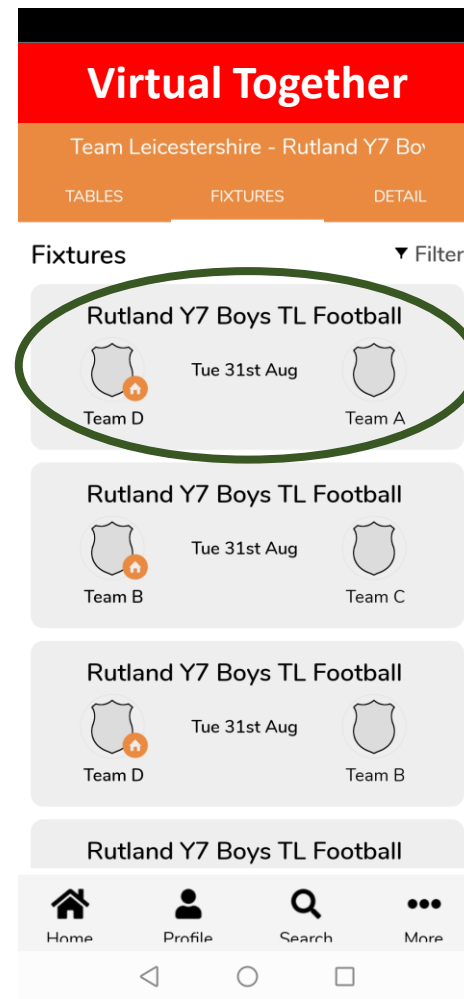 Virtual Together
Team Leicestershire - Rutland Y7 Bo
TABLES FIXTURES DETAIL
Fixtures Filter
Rutland Y7 Boys TL Football
Tue 31st Aug
Team D Team A
Rutland Y7 Boys TL Football
Tue 31st Aug
Team B Team C
Rutland Y7 Boys TL Football
Tue 31st Aug
Team D Team B
Rutland Y7 Boys TL Football
Home Profile Search More